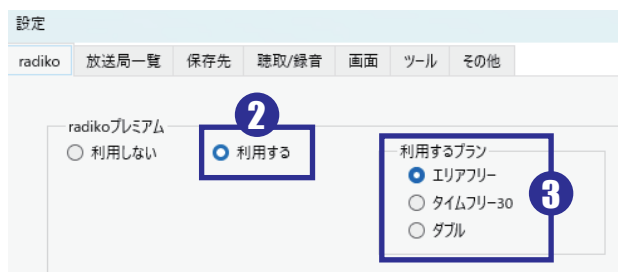 設定
radiko 放送局一覧 保存先 聴取/録音 画面 ツール その他
2
radikoプレミアム
利用しない 利用する
利用するプラン
エリアフリー
3
タイムフリー30
ダブル